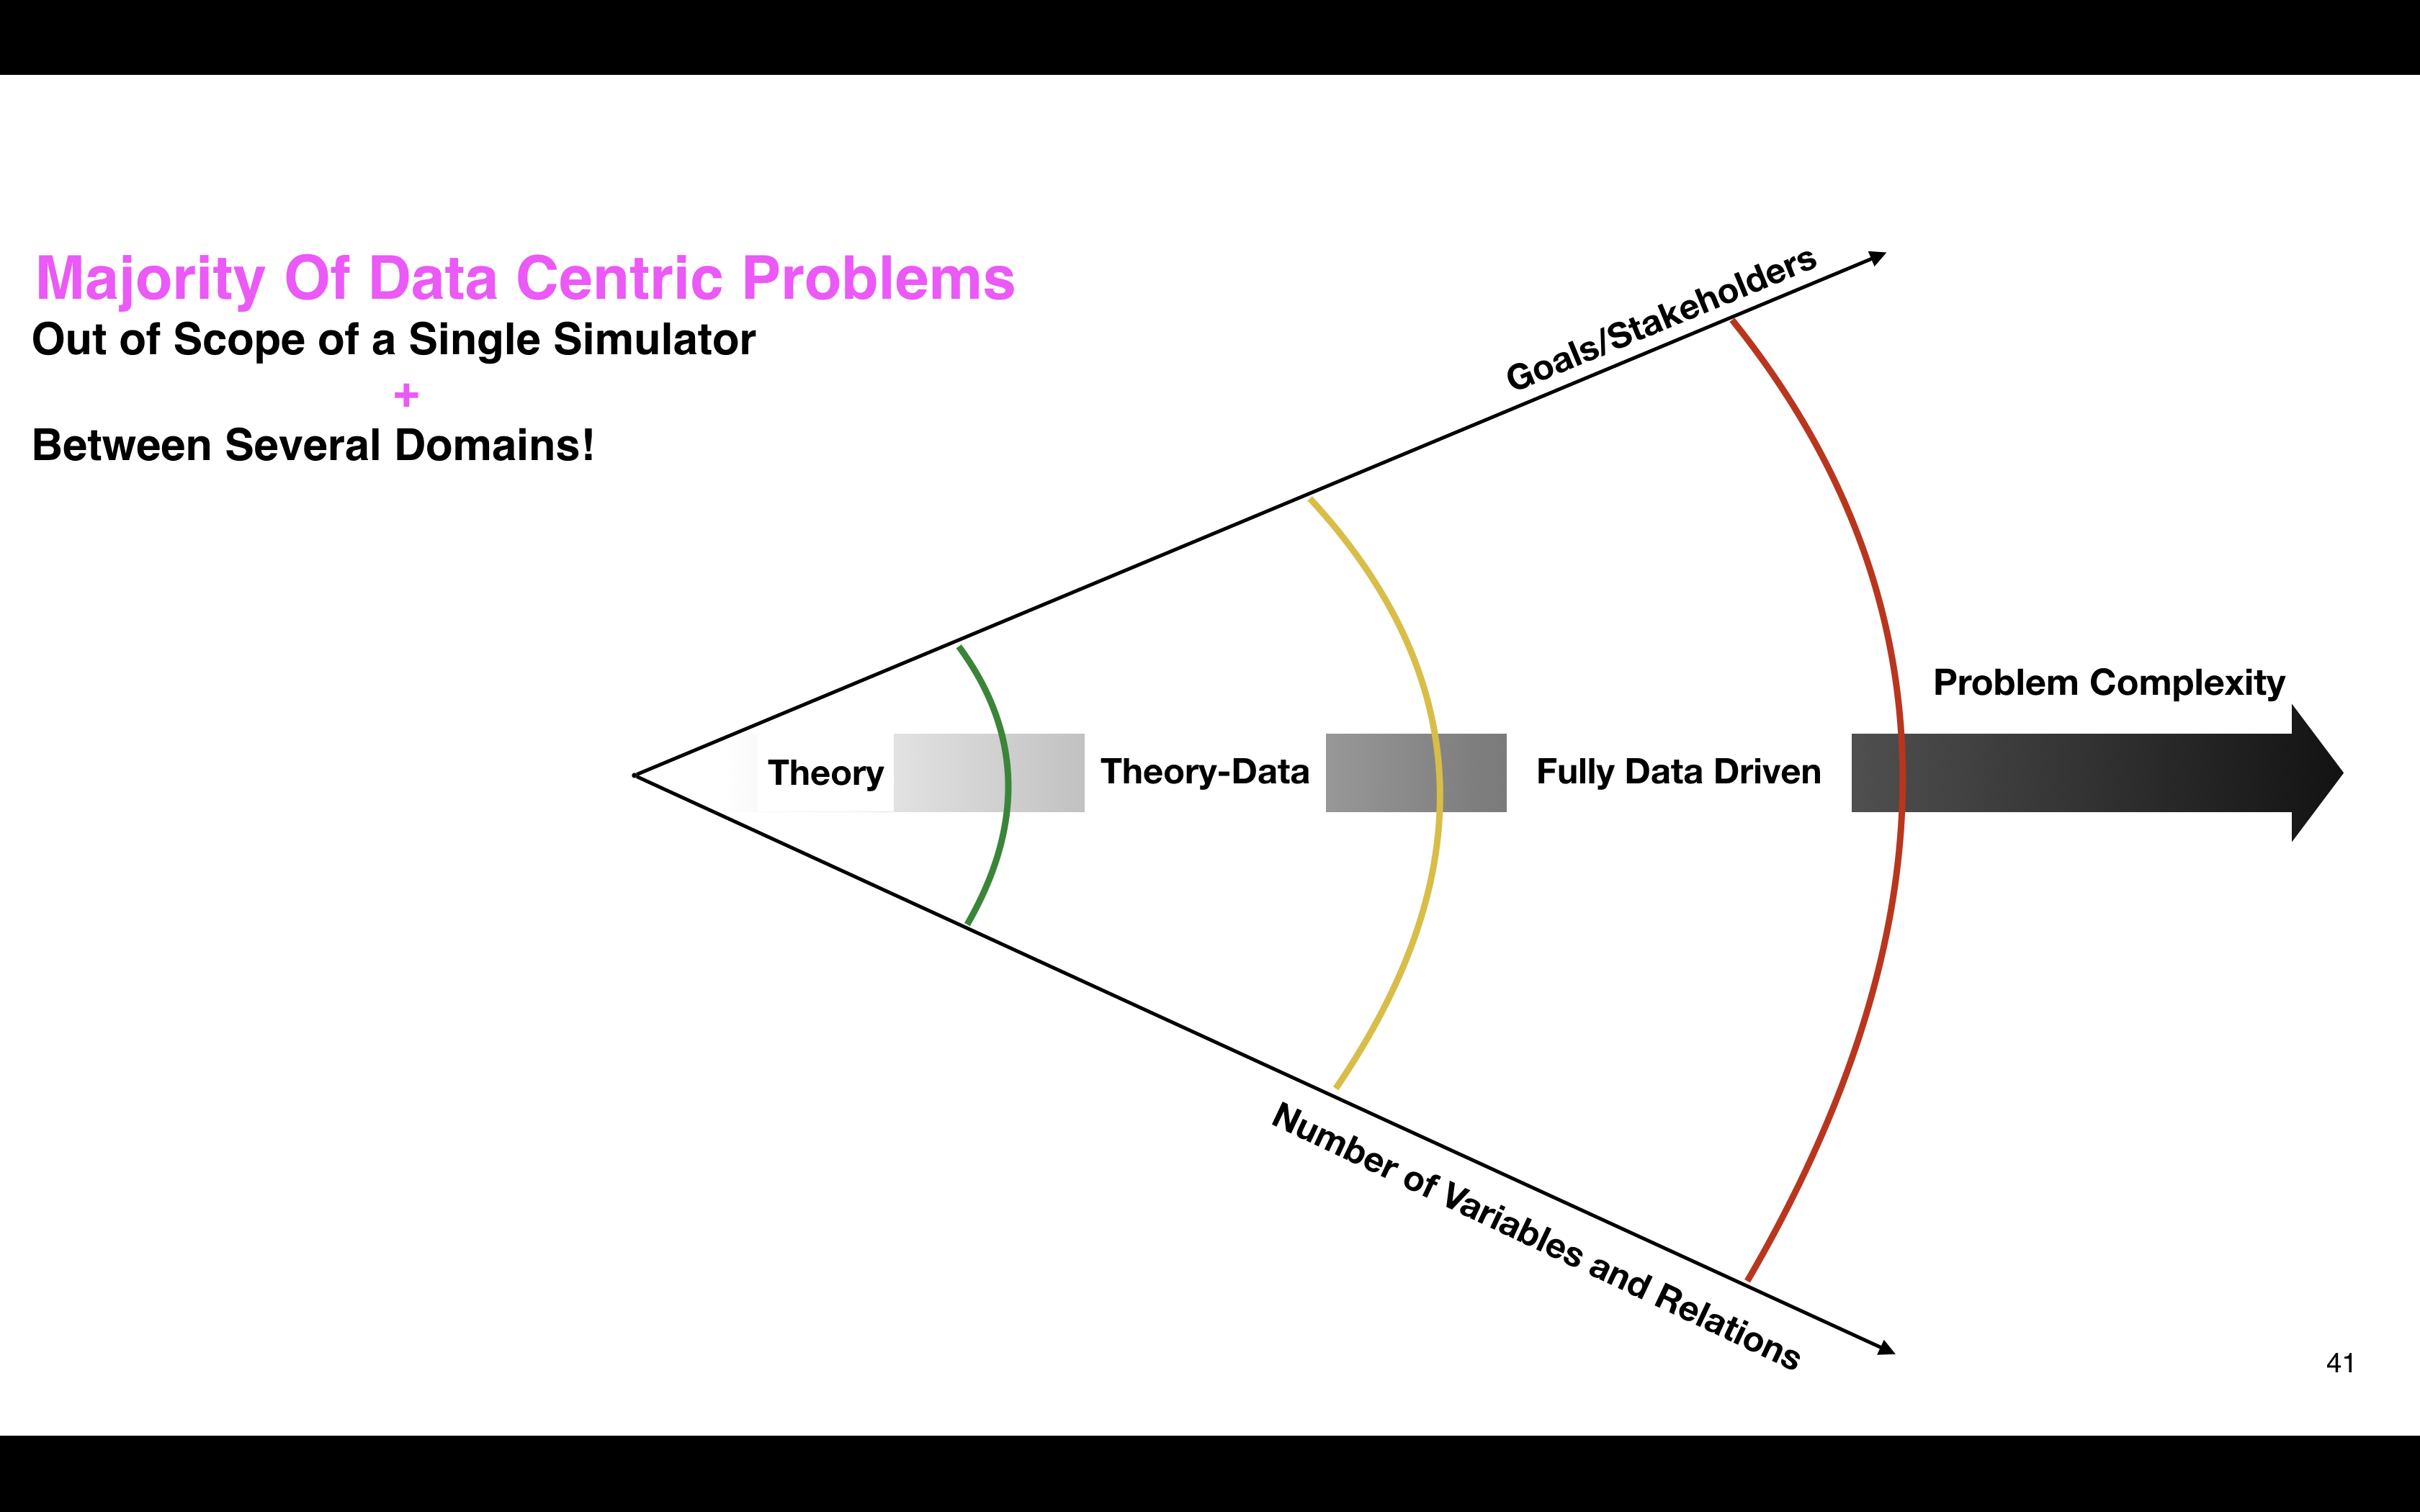 Majority Of Data Centric Problems
Out of Scope of a Single Simulator
+
Between Several Domains!
Goals/Stakeholders
Problem Complexity
Theory
Theory-Data
Fully Data Driven
Number of Variables and Relations
41